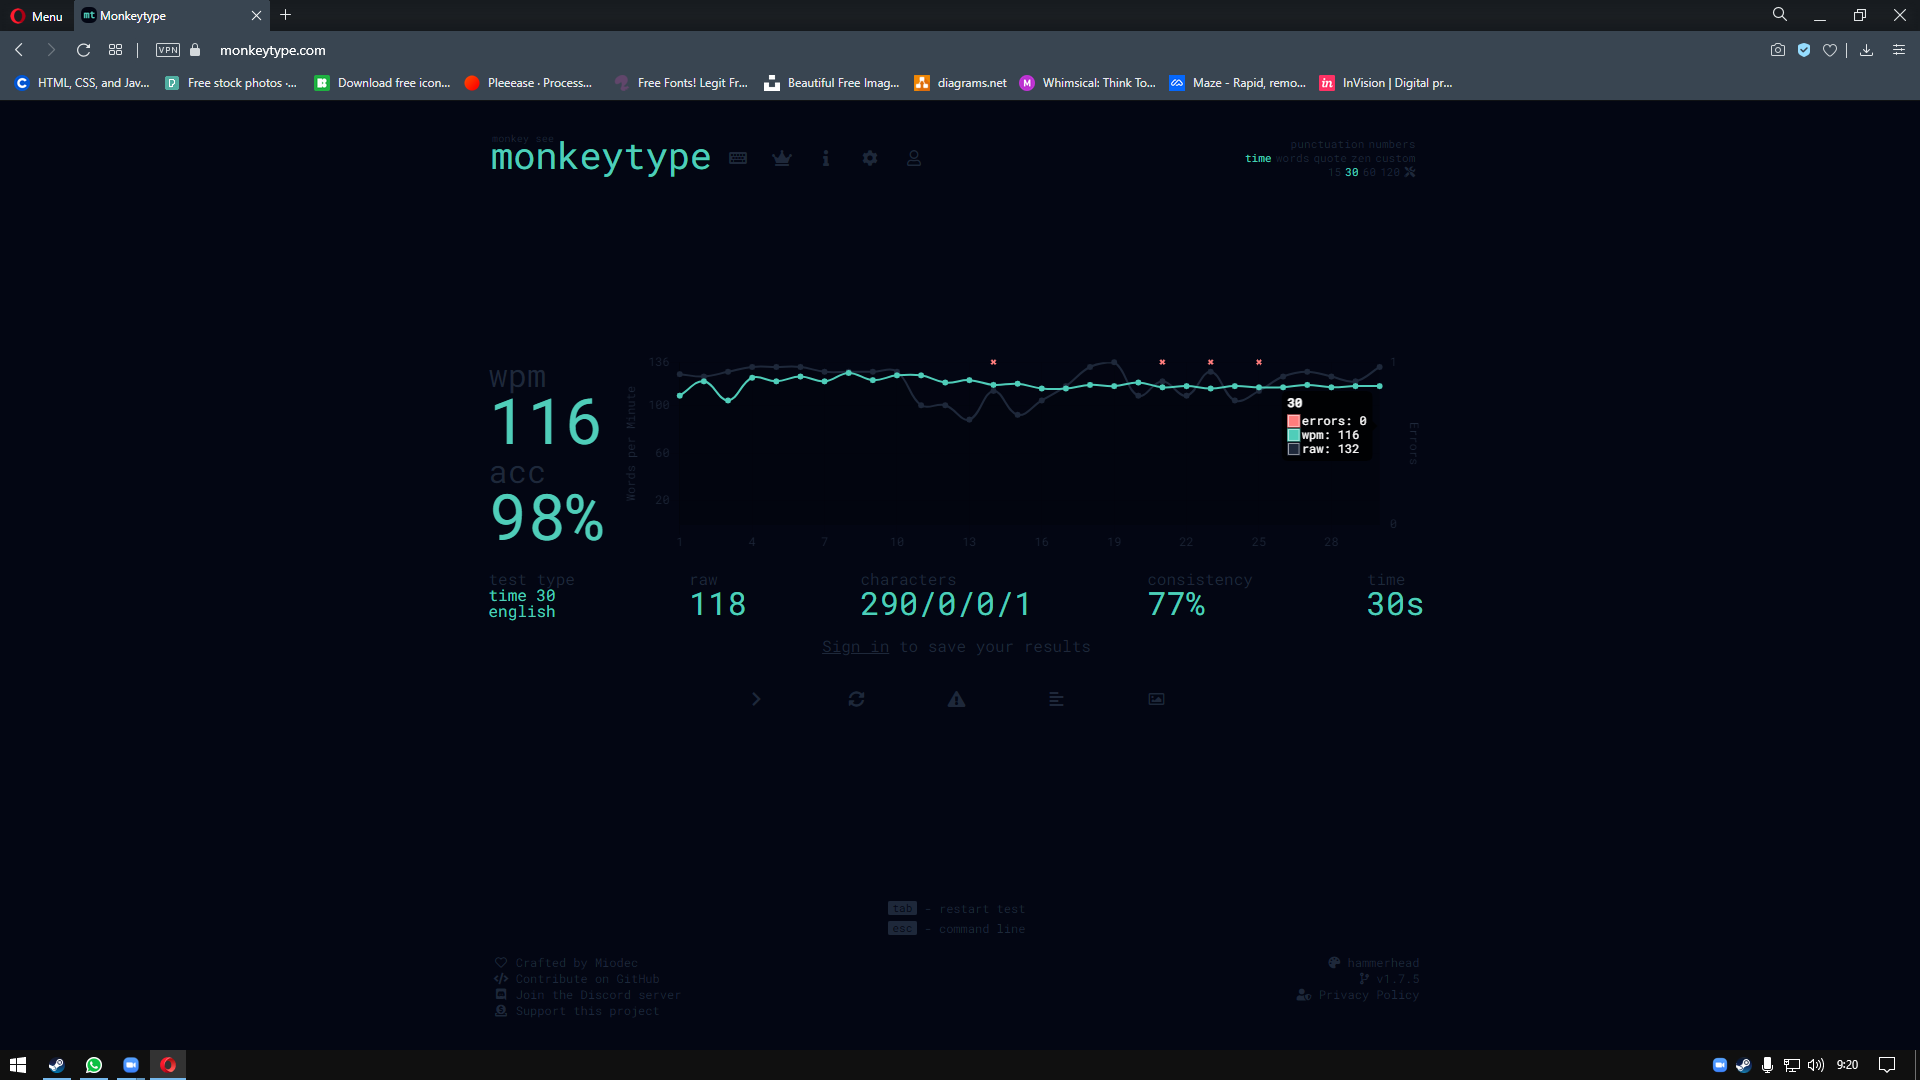 Menu
mt Monkeytype
VPN
monkeytype.com
HTML, CSS, and Jav...
Free stock photos ·...
Download free icon...
Pleeease · Process...
Free Fonts! Legit Fr...
Beautiful Free Imag...
diagrams.net
Whimsical: Think To...
Maze - Rapid, remo...
in InVision | Digital pr...
monkey see
monkeytype
punctuation numbers
time words quote zen custom
15 30 60 120
wpm
116
acc
98%
Words per Minute
136
100
60
20
30
errors: 0
wpm: 116
raw: 132
1
0
Errors
1 4 7 10 13 16 19 22 25 28
test type
time 30
english
raw
118
characters
290/0/0/1
consistency
77%
time
30s
Sign in to save your results
tab - restart test
esc - command line
Crafted by Miodec
Contribute on GitHub
Join the Discord server
Support this project
hammerhead
v1.7.5
Privacy Policy
9:20